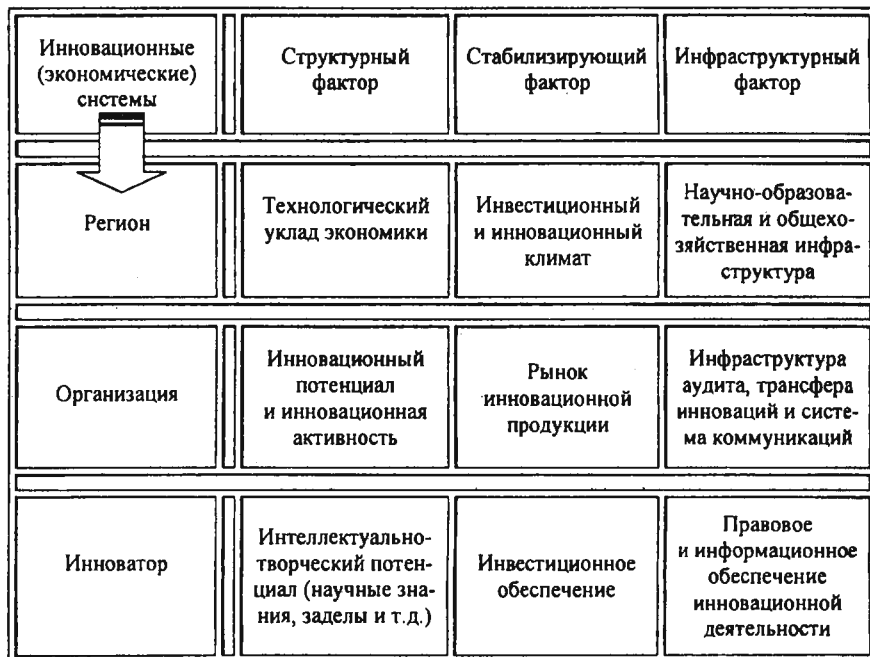 Инновационные
(экономические)
системы
Структурный
фактор
Стабилизирующий
фактор
Инфраструктурный
фактор
Регион
Технологический
уклад экономики
Инвестиционный
и инновационный
климат
Научно-образова-
тельная и общехо-
зяйственная инфра-
структура
Организация
Инновационный
потенциал
и инновационная
активность
Рынок
инновационной
продукции
Инфраструктура
аудита, трансфера
инноваций и систе-
ма коммуникаций
Инноватор
Интеллектуально-
творческий потен-
циал (научные зна-
ния, заделы и т.д.)
Инвестиционное
обеспечение
Правовое
и информационное
обеспечение
инновационной
деятельности